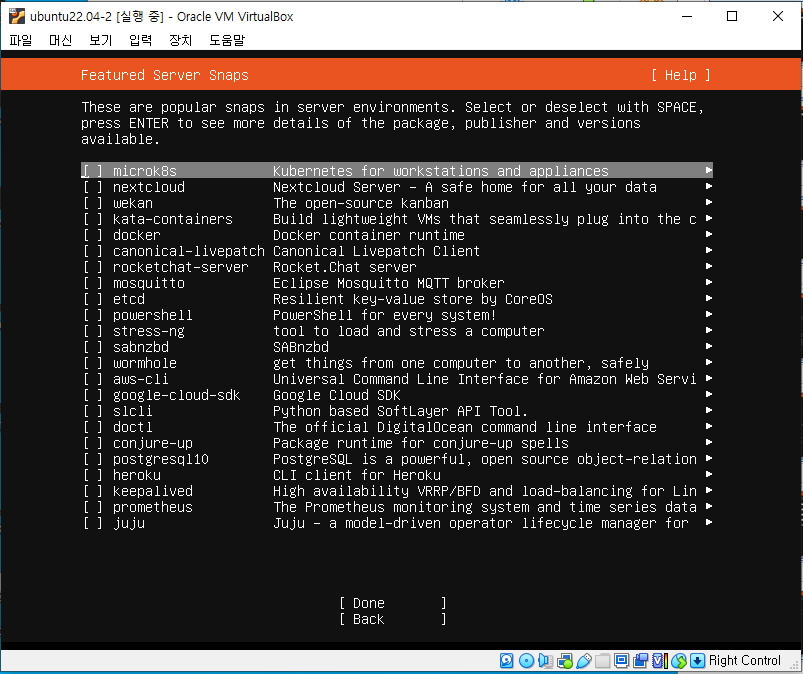 ubuntu22.04-2 [실행 중] - Oracle VM VirtualBox
파일 머신 보기 입력 장치 도움말
Featured Server Snaps [ Help ]
These are popular snaps in server environments. Select or deselect with SPACE,
press ENTER to see more details of the package, publisher and versions
available.
[ ] microk8s Kubernetes for workstations and appliances ▸
[ ] nextcloud Nextcloud Server - A safe home for all your data ▸
[ ] wekan The open-source kanban ▸
[ ] kata-containers Build lightweight VMs that seamlessly plug into the c ▸
[ ] docker Docker container runtime ▸
[ ] canonical-livepatch Canonical Livepatch Client ▸
[ ] rocketchat-server Rocket.Chat server ▸
[ ] mosquitto Eclipse Mosquitto MQTT broker ▸
[ ] etcd Resilient key-value store by CoreOS ▸
[ ] powershell PowerShell for every system! ▸
[ ] stress-ng tool to load and stress a computer ▸
[ ] sabnzbd SABnzbd ▸
[ ] wormhole get things from one computer to another, safely ▸
[ ] aws-cli Universal Command Line Interface for Amazon Web Servi ▸
[ ] google-cloud-sdk Google Cloud SDK ▸
[ ] slcli Python based SoftLayer API Tool. ▸
[ ] doctl The official DigitalOcean command line interface ▸
[ ] conjure-up Package runtime for conjure-up spells ▸
[ ] postgresql10 PostgreSQL is a powerful, open source object-relation ▸
[ ] heroku CLI client for Heroku ▸
[ ] keepalived High availability VRRP/BFD and load-balancing for Lin ▸
[ ] prometheus The Prometheus monitoring system and time series data ▸
[ ] juju Juju - a model-driven operator lifecycle manager for ▸
[ Done ]
[ Back ]
Right Control